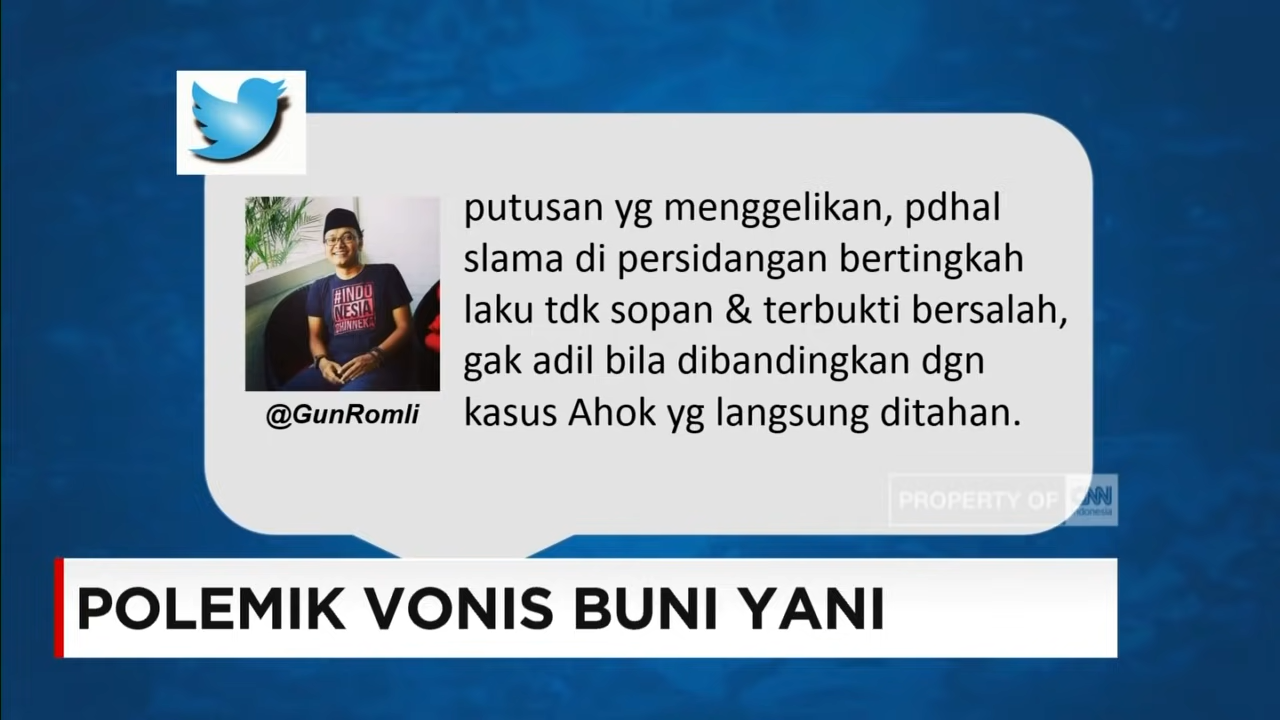 putusan yg menggelikan, pdhal
slama di persidangan bertingkah
laku tdk sopan & terbukti bersalah,
gak adil bila dibandingkan dgn
kasus Ahok yg langsung ditahan.
#INDO
NESIA
BHINNEKA
@GunRomli
PROPERTY OF CNN
Indonesia
POLEMIK VONIS BUNI YANI